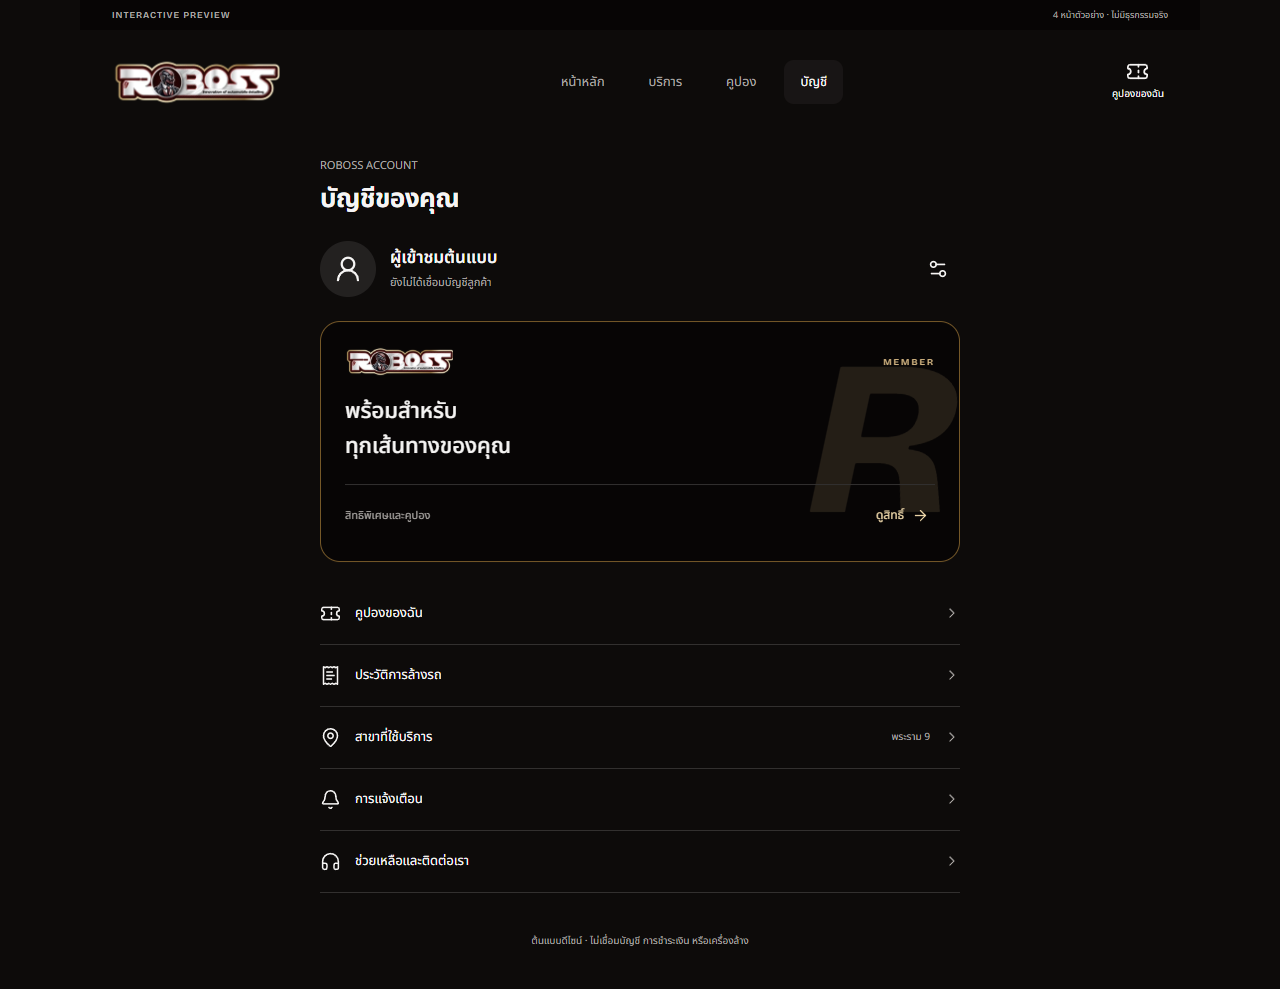 INTERACTIVE PREVIEW
4 หน้าตัวอย่าง · ไม่มีธุรกรรมจริง
ROBOSS
หน้าหลัก
บริการ
คูปอง
บัญชี
คูปองของฉัน
ROBOSS ACCOUNT
บัญชีของคุณ
ผู้เข้าชมต้นแบบ
ยังไม่ได้เชื่อมบัญชีลูกค้า
ROBOSS
MEMBER
พร้อมสำหรับ
ทุกเส้นทางของคุณ
R
สิทธิพิเศษและคูปอง
ดูสิทธิ์
คูปองของฉัน
ประวัติการล้างรถ
สาขาที่ใช้บริการ
พระราม 9
การแจ้งเตือน
ช่วยเหลือและติดต่อเรา
ต้นแบบดีไซน์ · ไม่เชื่อมบัญชี การชำระเงิน หรือเครื่องล้าง